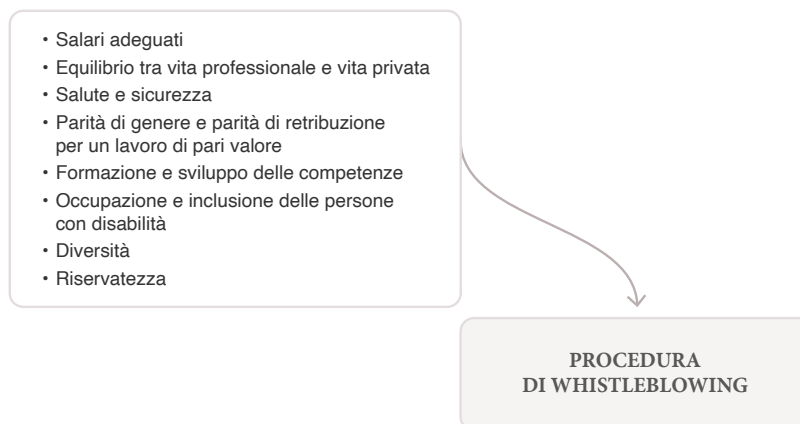 • Salari adeguati
• Equilibrio tra vita professionale e vita privata
• Salute e sicurezza
• Parità di genere e parità di retribuzione
per un lavoro di pari valore
• Formazione e sviluppo delle competenze
• Occupazione e inclusione delle persone
con disabilità
• Diversità
• Riservatezza
PROCEDURA
DI WHISTLEBLOWING